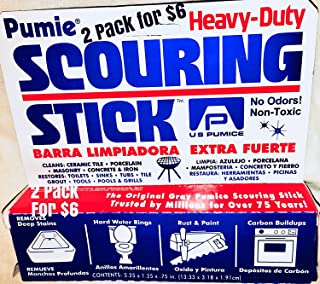 Pumie®
2 Pack for $6
Heavy-Duty
SCOURING
STICK™
No Odors!
Non-Toxic
US PUMICE
BARRA LIMPIADORA
EXTRA FUERTE
CLEANS: CERAMIC TILE • PORCELAIN
• MASONRY • CONCRETE & IRON
RESTORES: TOILETS • SINKS • TUBS • TILE
• GROUT • TOOLS • POOLS & GRILLS
LIMPIA: AZULEJO • PORCELANA
MAMPOSTERIA • CONCRETO Y FIERRO
RESTAURA: HERRAMIENTAS • PICINAS
Y ASADORES
2 Pack
For $6
The Original Gray Pumice Scouring Stick
Trusted by Millions for Over 75 Years!
REMOVES
Deep Stains
Hard Water Rings
Rust & Paint
Carbon Buildups
REMUEVE
Manchas Profundas
Anillos Amarillentos
Oxido y Pintura
Depósitos de Carbón
CONTENTS: 5.25 x 1.25 x .75 in. (13.33 x 3.18 x 1.91cm)